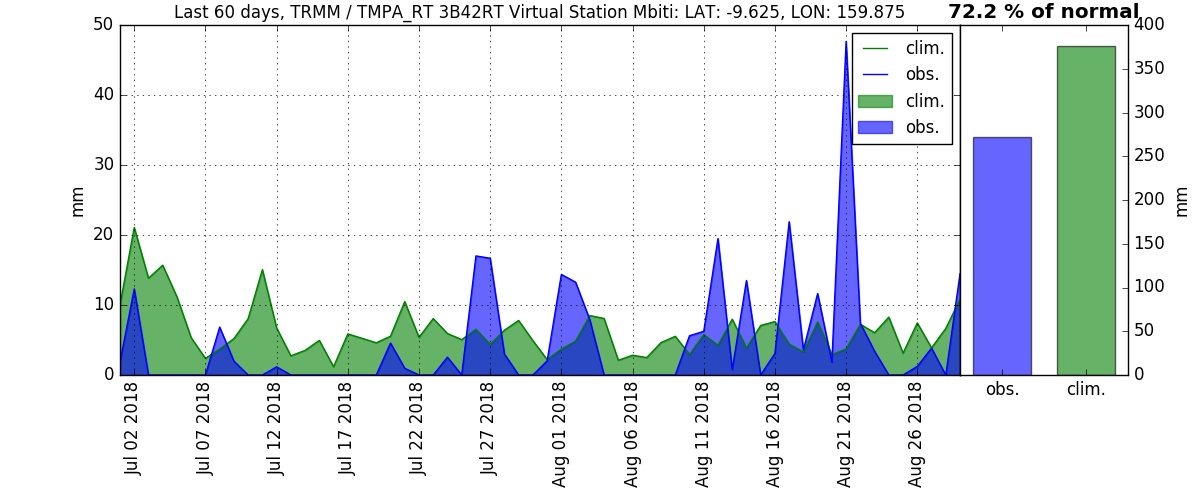 Last 60 days, TRMM / TMPA_RT 3B42RT Virtual Station Mbiti: LAT: -9.625, LON: 159.875
72.2 % of normal
50
40
30
20
10
0
mm
clim.
obs.
clim.
obs.
400
350
300
250
200
150
100
50
0
mm
Jul 02 2018
Jul 07 2018
Jul 12 2018
Jul 17 2018
Jul 22 2018
Jul 27 2018
Aug 01 2018
Aug 06 2018
Aug 11 2018
Aug 16 2018
Aug 21 2018
Aug 26 2018
obs.
clim.